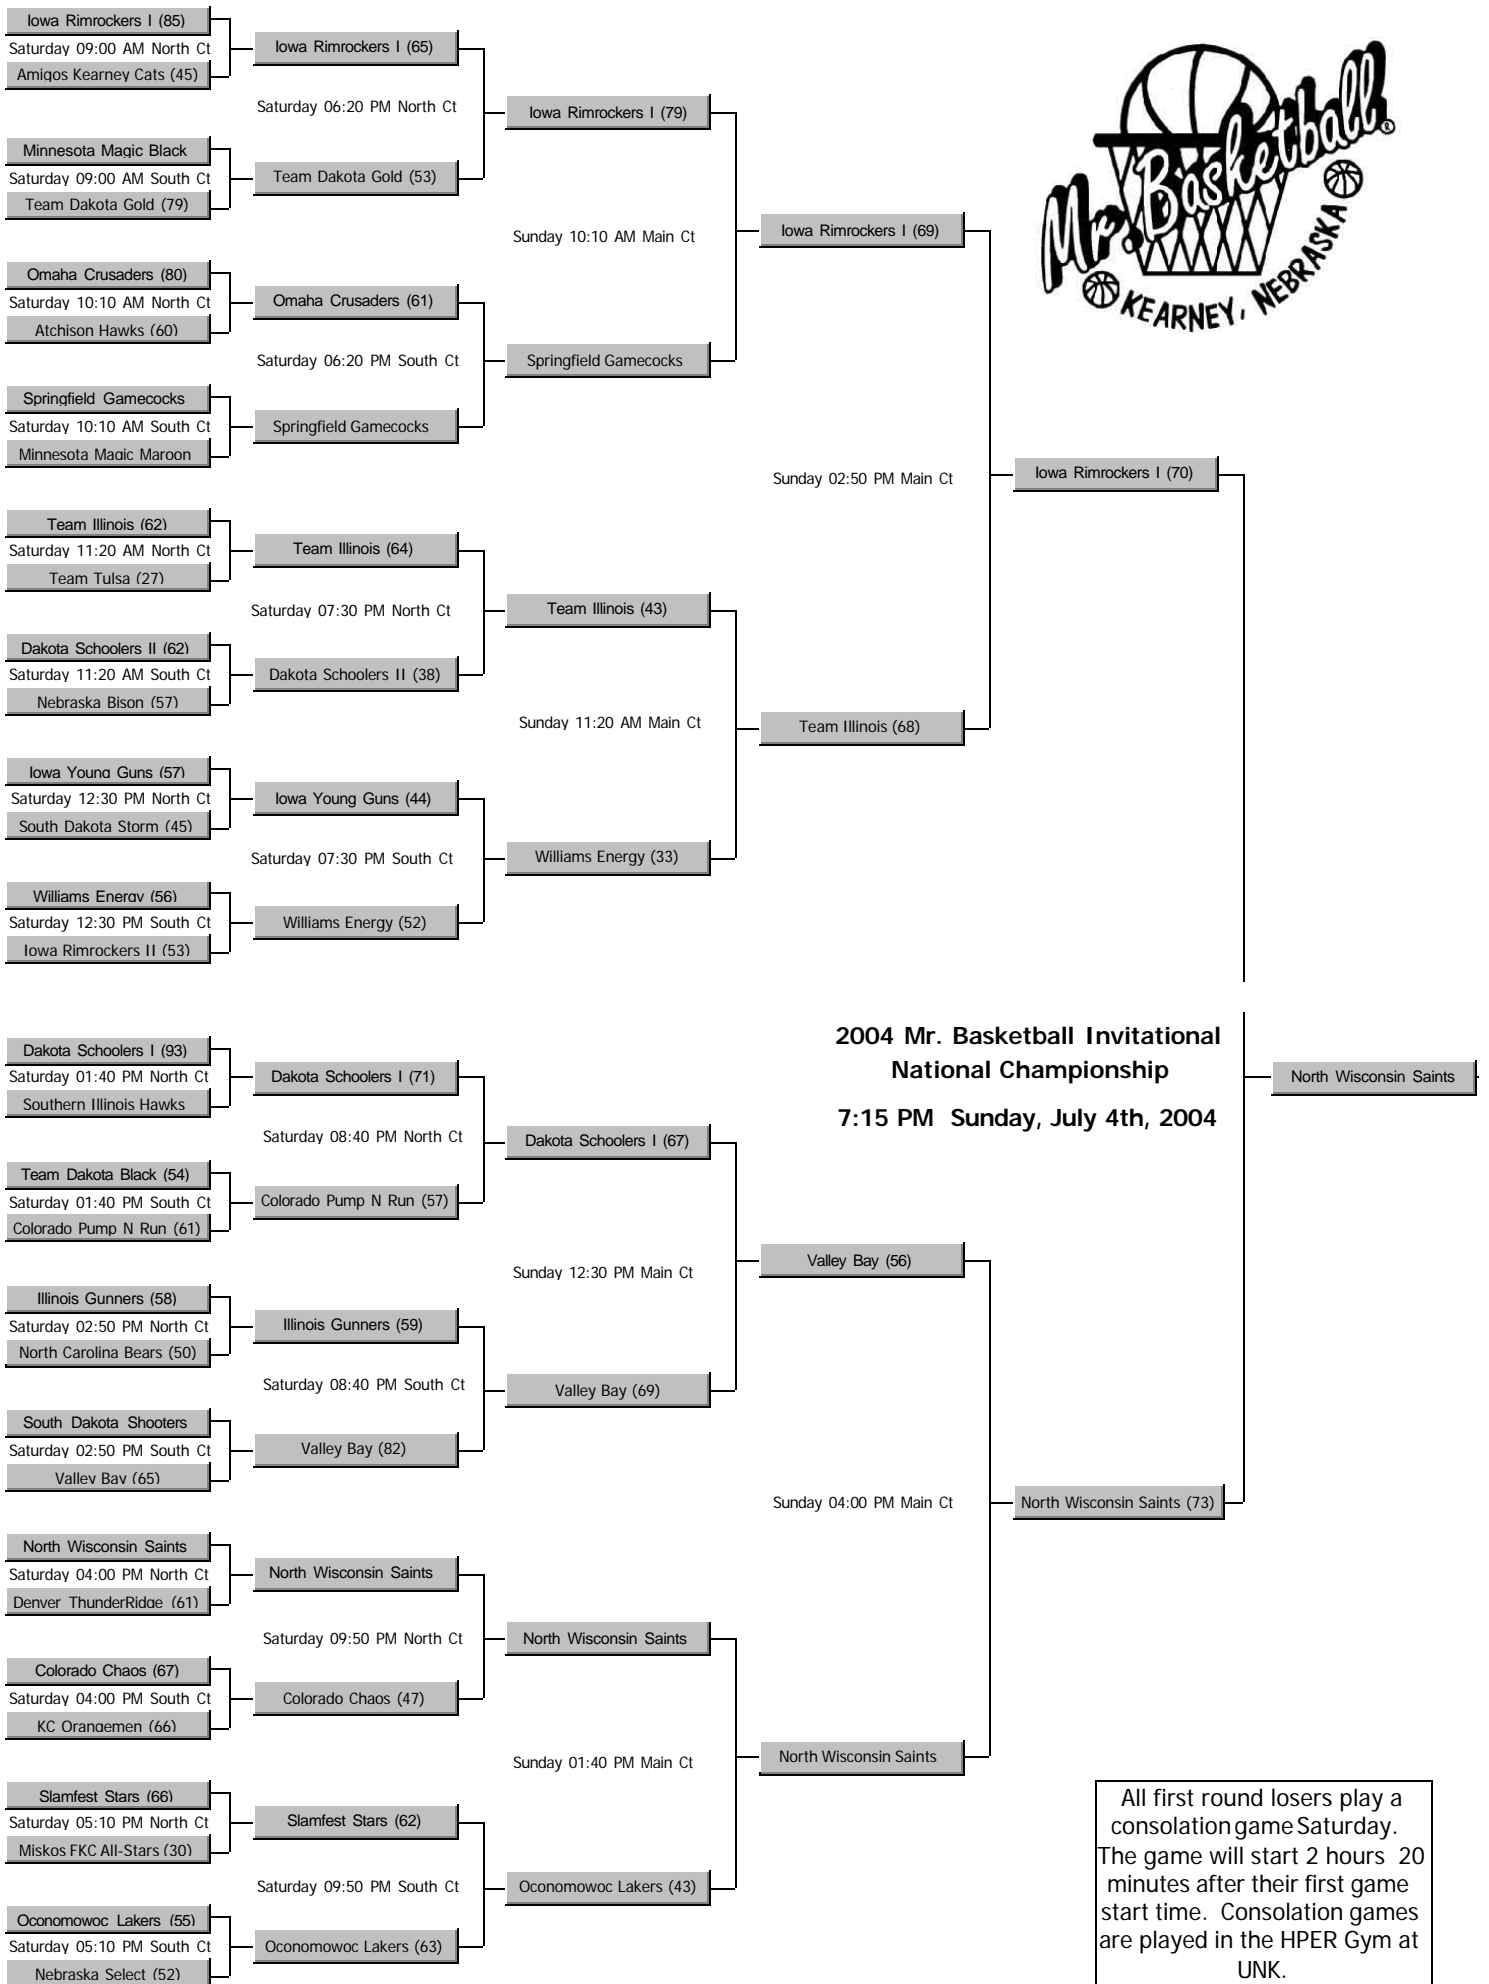 Iowa Rimrockers I (85)
Saturday 09:00 AM North Ct
Amigos Kearney Cats (45)
Minnesota Magic Black
Saturday 09:00 AM South Ct
Team Dakota Gold (79)
Omaha Crusaders (80)
Saturday 10:10 AM North Ct
Atchison Hawks (60)
Springfield Gamecocks
Saturday 10:10 AM South Ct
Minnesota Magic Maroon
Team Illinois (62)
Saturday 11:20 AM North Ct
Team Tulsa (27)
Dakota Schoolers II (62)
Saturday 11:20 AM South Ct
Nebraska Bison (57)
Iowa Young Guns (57)
Saturday 12:30 PM North Ct
South Dakota Storm (45)
Williams Energy (56)
Saturday 12:30 PM South Ct
Iowa Rimrockers II (53)
Dakota Schoolers I (93)
Saturday 01:40 PM North Ct
Southern Illinois Hawks
Team Dakota Black (54)
Saturday 01:40 PM South Ct
Colorado Pump N Run (61)
Illinois Gunners (58)
Saturday 02:50 PM North Ct
North Carolina Bears (50)
South Dakota Shooters
Saturday 02:50 PM South Ct
Valley Bay (65)
North Wisconsin Saints
Saturday 04:00 PM North Ct
Denver ThunderRidge (61)
Colorado Chaos (67)
Saturday 04:00 PM South Ct
KC Orangemen (66)
Slamfest Stars (66)
Saturday 05:10 PM North Ct
Miskos FKC All-Stars (30)
Oconomowoc Lakers (55)
Saturday 05:10 PM South Ct
Nebraska Select (52)
Iowa Rimrockers I (65)
Saturday 06:20 PM North Ct
Team Dakota Gold (53)
Omaha Crusaders (61)
Saturday 06:20 PM South Ct
Springfield Gamecocks
Team Illinois (64)
Saturday 07:30 PM North Ct
Dakota Schoolers II (38)
Iowa Young Guns (44)
Saturday 07:30 PM South Ct
Williams Energy (52)
Dakota Schoolers I (71)
Saturday 08:40 PM North Ct
Colorado Pump N Run (57)
Illinois Gunners (59)
Saturday 08:40 PM South Ct
Valley Bay (82)
North Wisconsin Saints
Saturday 09:50 PM North Ct
Colorado Chaos (47)
Slamfest Stars (62)
Saturday 09:50 PM South Ct
Oconomowoc Lakers (63)
Iowa Rimrockers I (79)
Sunday 10:10 AM Main Ct
Springfield Gamecocks
Team Illinois (43)
Sunday 11:20 AM Main Ct
Williams Energy (33)
Dakota Schoolers I (67)
Sunday 12:30 PM Main Ct
Valley Bay (69)
North Wisconsin Saints
Sunday 01:40 PM Main Ct
Oconomowoc Lakers (43)
Iowa Rimrockers I (69)
Sunday 02:50 PM Main Ct
Team Illinois (68)
Valley Bay (56)
Sunday 04:00 PM Main Ct
North Wisconsin Saints
Iowa Rimrockers I (70)
North Wisconsin Saints (73)
North Wisconsin Saints
Mr. Basketball®
KEARNEY, NEBRASKA
2004 Mr. Basketball Invitational
National Championship
7:15 PM Sunday, July 4th, 2004
All first round losers play a
consolation game Saturday.
The game will start 2 hours 20
minutes after their first game
start time. Consolation games
are played in the HPER Gym at
UNK.